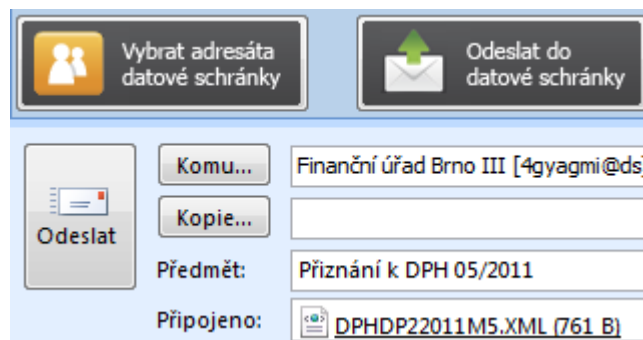 Vybrat adresáta
datové schránky
Odeslat do
datové schránky
Odeslat
Komu...
Finanční úřad Brno III [4gyagmi@ds]
Kopie...
Předmět:
Přiznání k DPH 05/2011
Připojeno:
DPHDP22011M5.XML (761 B)